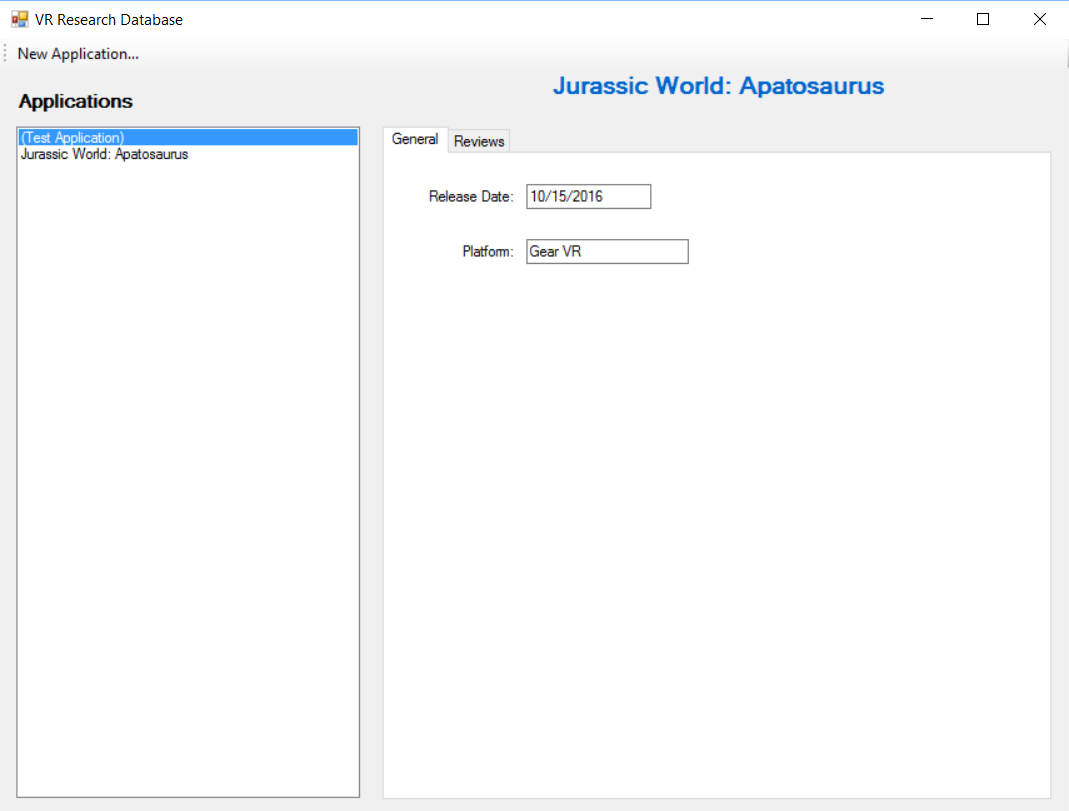 VR Research Database
New Application...
Jurassic World: Apatosaurus
Applications
(Test Application)
Jurassic World: Apatosaurus
General
Reviews
Release Date: 10/15/2016
Platform: Gear VR